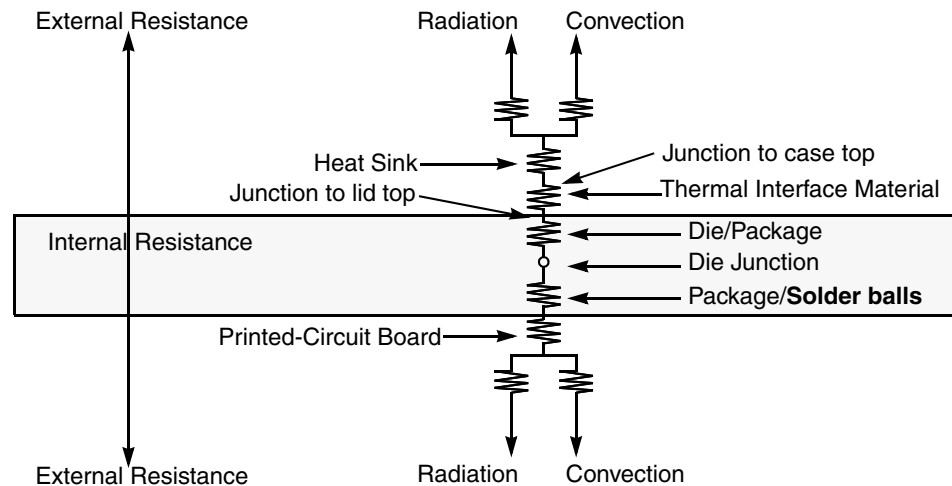 External Resistance
Radiation
Convection
Heat Sink
Junction to case top
Junction to lid top
Thermal Interface Material
Internal Resistance
Die/Package
Die Junction
Package/Solder balls
Printed-Circuit Board
External Resistance
Radiation
Convection